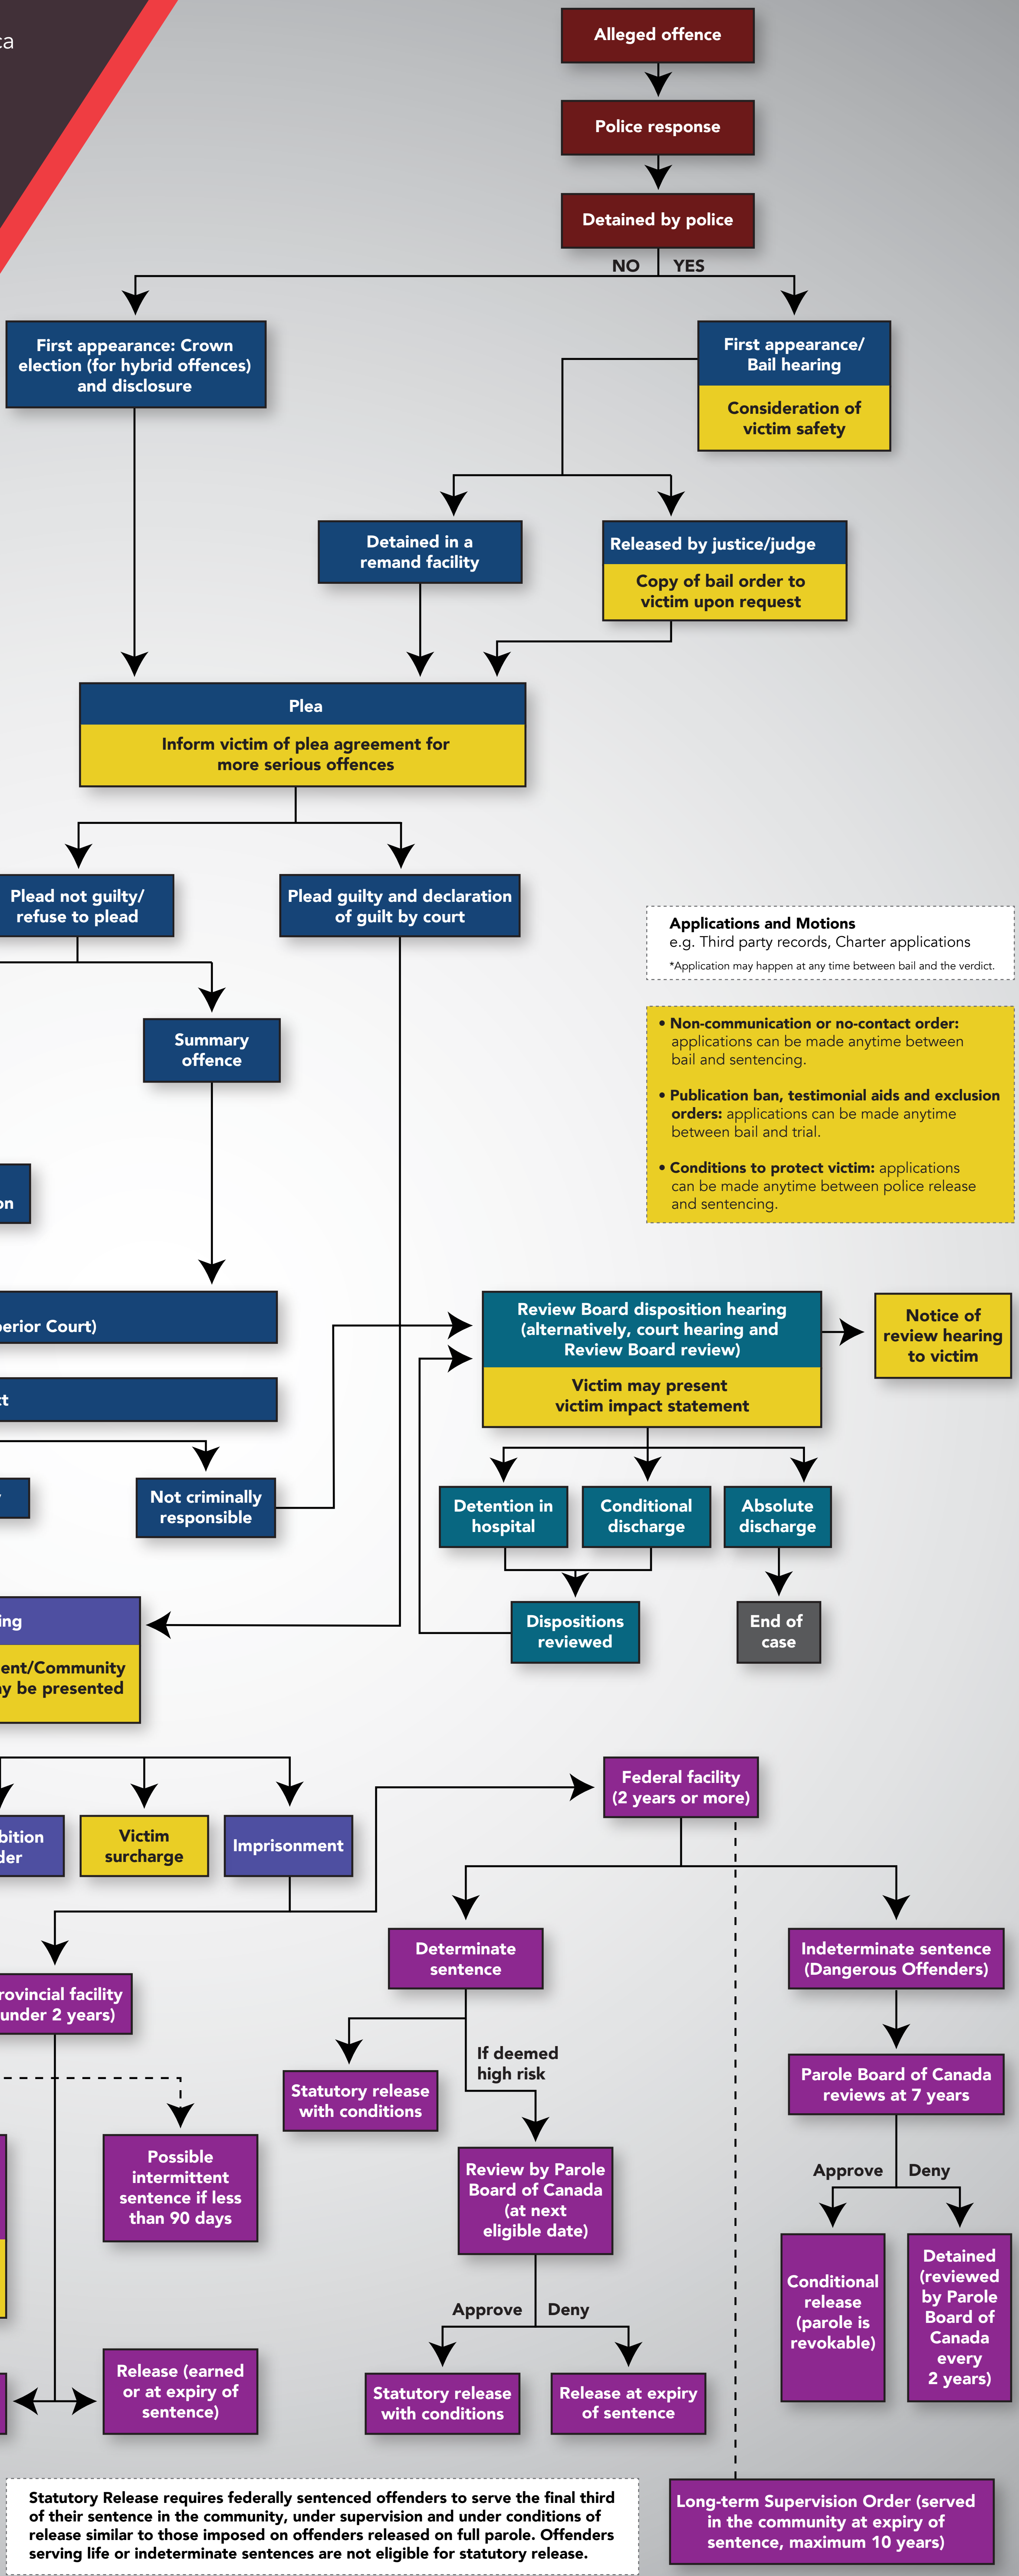 Alleged offence
Police response
Detained by police
NO
YES
First appearance: Crown
election (for hybrid offences)
and disclosure
First appearance/
Bail hearing
Consideration of
victim safety
Detained in a
remand facility
Released by justice/judge
Copy of bail order to
victim upon request
Plea
Inform victim of plea agreement for
more serious offences
Plead not guilty/
refuse to plead
Plead guilty and declaration
of guilt by court
Applications and Motions
e.g. Third party records, Charter applications
*Application may happen at any time between bail and the verdict.
• Non-communication or no-contact order:
applications can be made anytime between
bail and sentencing.
• Publication ban, testimonial aids and exclusion
orders: applications can be made anytime
between bail and trial.
• Conditions to protect victim: applications
can be made anytime between police release
and sentencing.
Summary
offence
Court)
Review Board disposition hearing
(alternatively, court hearing and
Review Board review)
Victim may present
victim impact statement
Notice of
review hearing
to victim
Not criminally
responsible
Detention in
hospital
Conditional
discharge
Absolute
discharge
Dispositions
reviewed
End of
case
ent/Community
be presented
Victim
surcharge
Imprisonment
Federal facility
(2 years or more)
rovincial facility
under 2 years)
Determinate
sentence
Indeterminate sentence
(Dangerous Offenders)
If deemed
high risk
Statutory release
with conditions
Parole Board of Canada
reviews at 7 years
Possible
intermittent
sentence if less
than 90 days
Review by Parole
Board of Canada
(at next
eligible date)
Approve
Deny
Conditional
release
(parole is
revokable)
Detained
(reviewed
by Parole
Board of
Canada
every
2 years)
Approve
Deny
Release (earned
or at expiry of
sentence)
Statutory release
with conditions
Release at expiry
of sentence
Statutory Release requires federally sentenced offenders to serve the final third
of their sentence in the community, under supervision and under conditions of
release similar to those imposed on offenders released on full parole. Offenders
serving life or indeterminate sentences are not eligible for statutory release.
Long-term Supervision Order (served
in the community at expiry of
sentence, maximum 10 years)